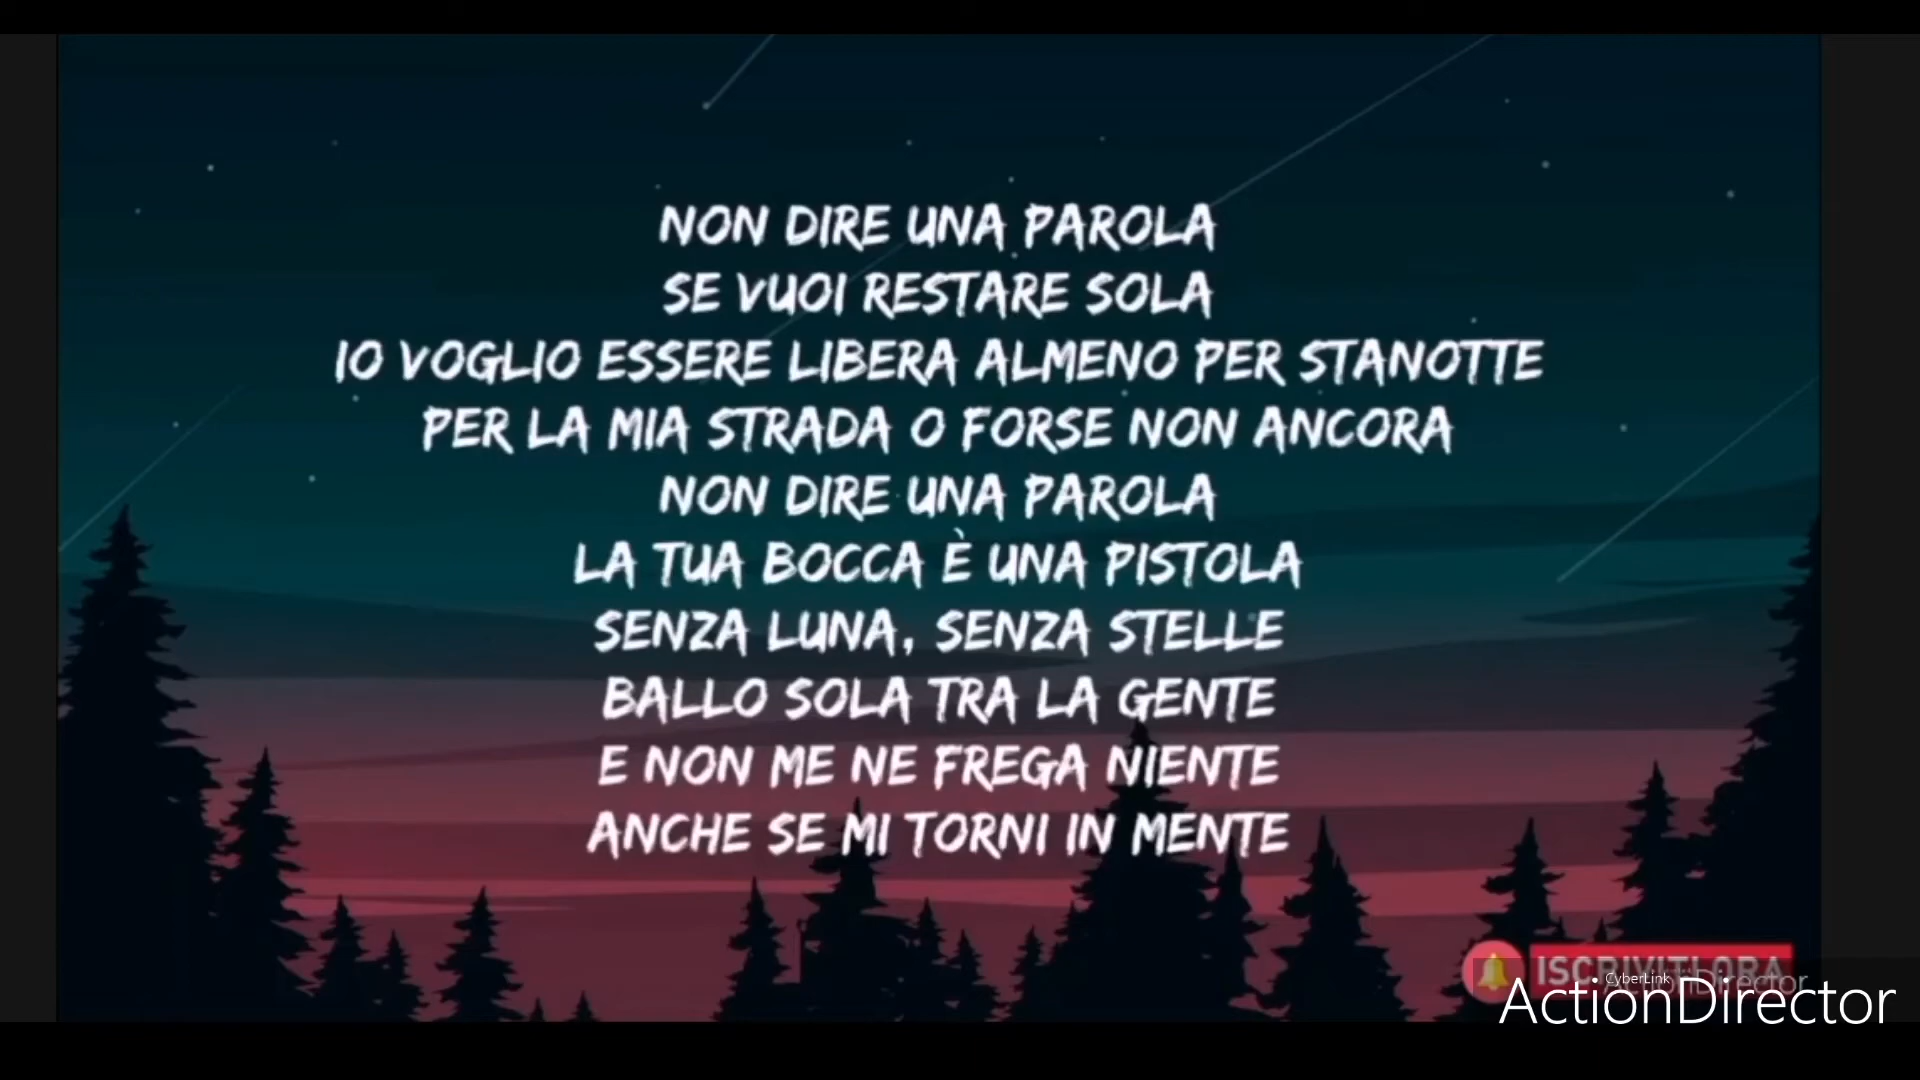 NON DIRE UNA PAROLA
SE VUOI RESTARE SOLA
IO VOGLIO ESSERE LIBERA ALMENO PER STANOTTE
PER LA MIA STRADA O FORSE NON ANCORA
NON DIRE UNA PAROLA
LA TUA BOCCA È UNA PISTOLA
SENZA LUNA, SENZA STELLE
BALLO SOLA TRA LA GENTE
E NON ME NE FREGA NIENTE
ANCHE SE MI TORNI IN MENTE
ISCRIVITI ORA
CyberLink
ActionDirector
ActionDirector